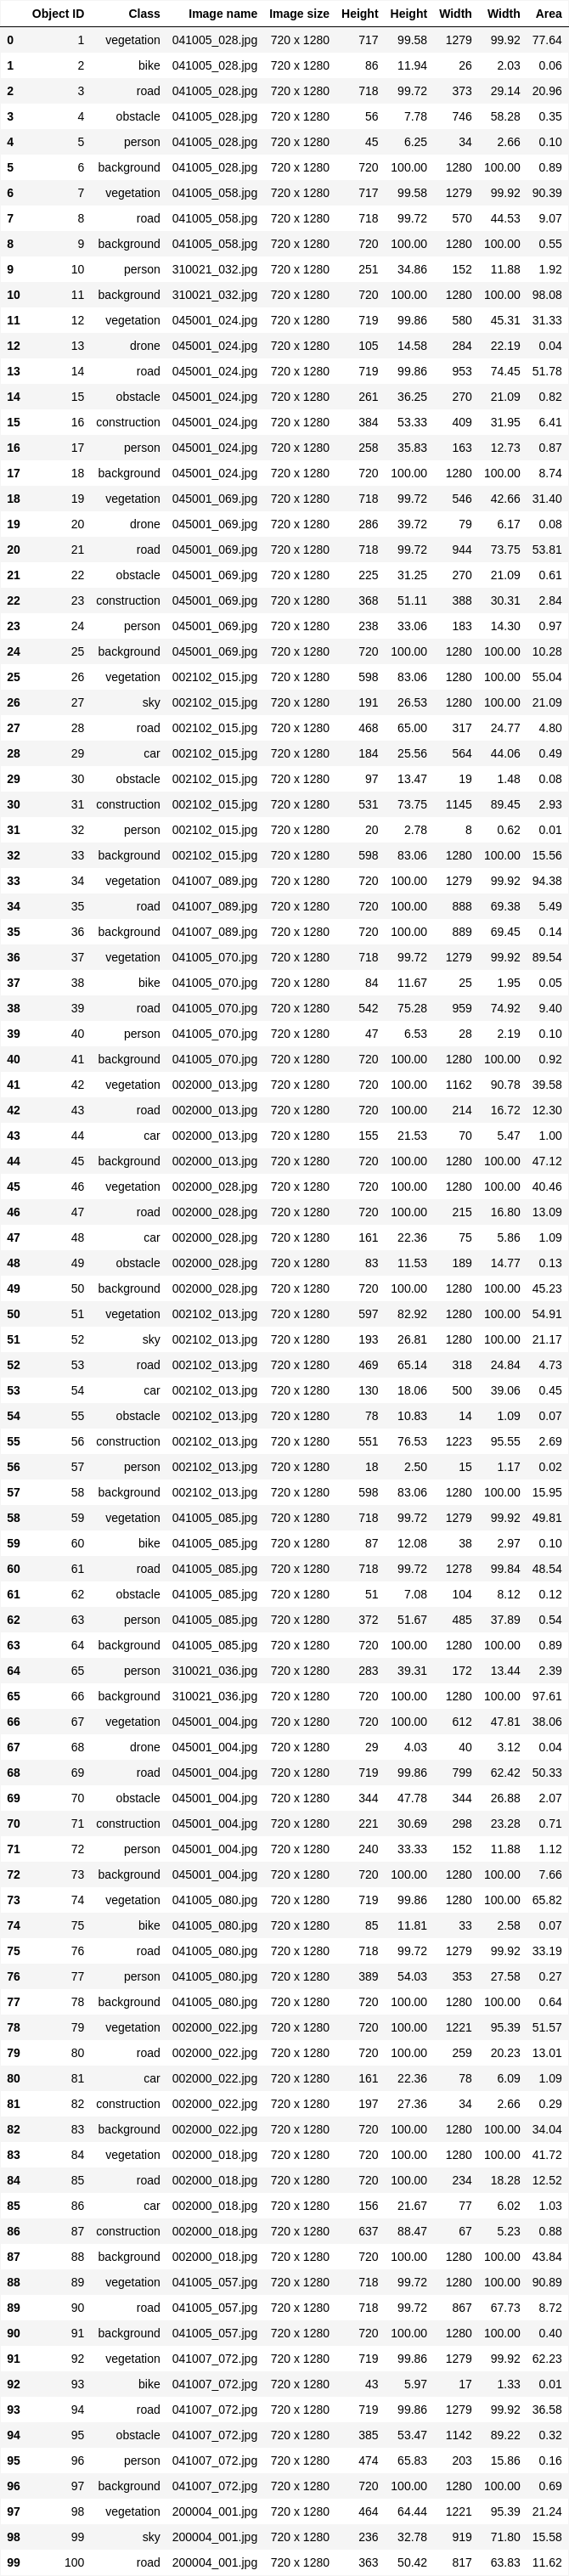 Object ID Class Image name Image size Height Height Width Width Area
0 1 vegetation 041005_028.jpg 720 x 1280 717 99.58 1279 99.92 77.64
1 2 bike 041005_028.jpg 720 x 1280 86 11.94 26 2.03 0.06
2 3 road 041005_028.jpg 720 x 1280 718 99.72 373 29.14 20.96
3 4 obstacle 041005_028.jpg 720 x 1280 56 7.78 746 58.28 0.35
4 5 person 041005_028.jpg 720 x 1280 45 6.25 34 2.66 0.10
5 6 background 041005_028.jpg 720 x 1280 720 100.00 1280 100.00 0.89
6 7 vegetation 041005_058.jpg 720 x 1280 717 99.58 1279 99.92 90.39
7 8 road 041005_058.jpg 720 x 1280 718 99.72 570 44.53 9.07
8 9 background 041005_058.jpg 720 x 1280 720 100.00 1280 100.00 0.55
9 10 person 310021_032.jpg 720 x 1280 251 34.86 152 11.88 1.92
10 11 background 310021_032.jpg 720 x 1280 720 100.00 1280 100.00 98.08
11 12 vegetation 045001_024.jpg 720 x 1280 719 99.86 580 45.31 31.33
12 13 drone 045001_024.jpg 720 x 1280 105 14.58 284 22.19 0.04
13 14 road 045001_024.jpg 720 x 1280 719 99.86 953 74.45 51.78
14 15 obstacle 045001_024.jpg 720 x 1280 261 36.25 270 21.09 0.82
15 16 construction 045001_024.jpg 720 x 1280 384 53.33 409 31.95 6.41
16 17 person 045001_024.jpg 720 x 1280 258 35.83 163 12.73 0.87
17 18 background 045001_024.jpg 720 x 1280 720 100.00 1280 100.00 8.74
18 19 vegetation 045001_069.jpg 720 x 1280 718 99.72 546 42.66 31.40
19 20 drone 045001_069.jpg 720 x 1280 286 39.72 79 6.17 0.08
20 21 road 045001_069.jpg 720 x 1280 718 99.72 944 73.75 53.81
21 22 obstacle 045001_069.jpg 720 x 1280 225 31.25 270 21.09 0.61
22 23 construction 045001_069.jpg 720 x 1280 368 51.11 388 30.31 2.84
23 24 person 045001_069.jpg 720 x 1280 238 33.06 183 14.30 0.97
24 25 background 045001_069.jpg 720 x 1280 720 100.00 1280 100.00 10.28
25 26 vegetation 002102_015.jpg 720 x 1280 598 83.06 1280 100.00 55.04
26 27 sky 002102_015.jpg 720 x 1280 191 26.53 1280 100.00 21.09
27 28 road 002102_015.jpg 720 x 1280 468 65.00 317 24.77 4.80
28 29 car 002102_015.jpg 720 x 1280 184 25.56 564 44.06 0.49
29 30 obstacle 002102_015.jpg 720 x 1280 97 13.47 19 1.48 0.08
30 31 construction 002102_015.jpg 720 x 1280 531 73.75 1145 89.45 2.93
31 32 person 002102_015.jpg 720 x 1280 20 2.78 8 0.62 0.01
32 33 background 002102_015.jpg 720 x 1280 598 83.06 1280 100.00 15.56
33 34 vegetation 041007_089.jpg 720 x 1280 720 100.00 1279 99.92 94.38
34 35 road 041007_089.jpg 720 x 1280 720 100.00 888 69.38 5.49
35 36 background 041007_089.jpg 720 x 1280 720 100.00 889 69.45 0.14
36 37 vegetation 041005_070.jpg 720 x 1280 718 99.72 1279 99.92 89.54
37 38 bike 041005_070.jpg 720 x 1280 84 11.67 25 1.95 0.05
38 39 road 041005_070.jpg 720 x 1280 542 75.28 959 74.92 9.40
39 40 person 041005_070.jpg 720 x 1280 47 6.53 28 2.19 0.10
40 41 background 041005_070.jpg 720 x 1280 720 100.00 1280 100.00 0.92
41 42 vegetation 002000_013.jpg 720 x 1280 720 100.00 1162 90.78 39.58
42 43 road 002000_013.jpg 720 x 1280 720 100.00 214 16.72 12.30
43 44 car 002000_013.jpg 720 x 1280 155 21.53 70 5.47 1.00
44 45 background 002000_013.jpg 720 x 1280 720 100.00 1280 100.00 47.12
45 46 vegetation 002000_028.jpg 720 x 1280 720 100.00 1280 100.00 40.46
46 47 road 002000_028.jpg 720 x 1280 720 100.00 215 16.80 13.09
47 48 car 002000_028.jpg 720 x 1280 161 22.36 75 5.86 1.09
48 49 obstacle 002000_028.jpg 720 x 1280 83 11.53 189 14.77 0.13
49 50 background 002000_028.jpg 720 x 1280 720 100.00 1280 100.00 45.23
50 51 vegetation 002102_013.jpg 720 x 1280 597 82.92 1280 100.00 54.91
51 52 sky 002102_013.jpg 720 x 1280 193 26.81 1280 100.00 21.17
52 53 road 002102_013.jpg 720 x 1280 469 65.14 318 24.84 4.73
53 54 car 002102_013.jpg 720 x 1280 130 18.06 500 39.06 0.45
54 55 obstacle 002102_013.jpg 720 x 1280 78 10.83 14 1.09 0.07
55 56 construction 002102_013.jpg 720 x 1280 551 76.53 1223 95.55 2.69
56 57 person 002102_013.jpg 720 x 1280 18 2.50 15 1.17 0.02
57 58 background 002102_013.jpg 720 x 1280 598 83.06 1280 100.00 15.95
58 59 vegetation 041005_085.jpg 720 x 1280 718 99.72 1279 99.92 49.81
59 60 bike 041005_085.jpg 720 x 1280 87 12.08 38 2.97 0.10
60 61 road 041005_085.jpg 720 x 1280 718 99.72 1278 99.84 48.54
61 62 obstacle 041005_085.jpg 720 x 1280 51 7.08 104 8.12 0.12
62 63 person 041005_085.jpg 720 x 1280 372 51.67 485 37.89 0.54
63 64 background 041005_085.jpg 720 x 1280 720 100.00 1280 100.00 0.89
64 65 person 310021_036.jpg 720 x 1280 283 39.31 172 13.44 2.39
65 66 background 310021_036.jpg 720 x 1280 720 100.00 1280 100.00 97.61
66 67 vegetation 045001_004.jpg 720 x 1280 720 100.00 612 47.81 38.06
67 68 drone 045001_004.jpg 720 x 1280 29 4.03 40 3.12 0.04
68 69 road 045001_004.jpg 720 x 1280 719 99.86 799 62.42 50.33
69 70 obstacle 045001_004.jpg 720 x 1280 344 47.78 344 26.88 2.07
70 71 construction 045001_004.jpg 720 x 1280 221 30.69 298 23.28 0.71
71 72 person 045001_004.jpg 720 x 1280 240 33.33 152 11.88 1.12
72 73 background 045001_004.jpg 720 x 1280 720 100.00 1280 100.00 7.66
73 74 vegetation 041005_080.jpg 720 x 1280 719 99.86 1280 100.00 65.82
74 75 bike 041005_080.jpg 720 x 1280 85 11.81 33 2.58 0.07
75 76 road 041005_080.jpg 720 x 1280 718 99.72 1279 99.92 33.19
76 77 person 041005_080.jpg 720 x 1280 389 54.03 353 27.58 0.27
77 78 background 041005_080.jpg 720 x 1280 720 100.00 1280 100.00 0.64
78 79 vegetation 002000_022.jpg 720 x 1280 720 100.00 1221 95.39 51.57
79 80 road 002000_022.jpg 720 x 1280 720 100.00 259 20.23 13.01
80 81 car 002000_022.jpg 720 x 1280 161 22.36 78 6.09 1.09
81 82 construction 002000_022.jpg 720 x 1280 197 27.36 34 2.66 0.29
82 83 background 002000_022.jpg 720 x 1280 720 100.00 1280 100.00 34.04
83 84 vegetation 002000_018.jpg 720 x 1280 720 100.00 1280 100.00 41.72
84 85 road 002000_018.jpg 720 x 1280 720 100.00 234 18.28 12.52
85 86 car 002000_018.jpg 720 x 1280 156 21.67 77 6.02 1.03
86 87 construction 002000_018.jpg 720 x 1280 637 88.47 67 5.23 0.88
87 88 background 002000_018.jpg 720 x 1280 720 100.00 1280 100.00 43.84
88 89 vegetation 041005_057.jpg 720 x 1280 718 99.72 1280 100.00 90.89
89 90 road 041005_057.jpg 720 x 1280 718 99.72 867 67.73 8.72
90 91 background 041005_057.jpg 720 x 1280 720 100.00 1280 100.00 0.40
91 92 vegetation 041007_072.jpg 720 x 1280 719 99.86 1279 99.92 62.23
92 93 bike 041007_072.jpg 720 x 1280 43 5.97 17 1.33 0.01
93 94 road 041007_072.jpg 720 x 1280 719 99.86 1279 99.92 36.58
94 95 obstacle 041007_072.jpg 720 x 1280 385 53.47 1142 89.22 0.32
95 96 person 041007_072.jpg 720 x 1280 474 65.83 203 15.86 0.16
96 97 background 041007_072.jpg 720 x 1280 720 100.00 1280 100.00 0.69
97 98 vegetation 200004_001.jpg 720 x 1280 464 64.44 1221 95.39 21.24
98 99 sky 200004_001.jpg 720 x 1280 236 32.78 919 71.80 15.58
99 100 road 200004_001.jpg 720 x 1280 363 50.42 817 63.83 11.62